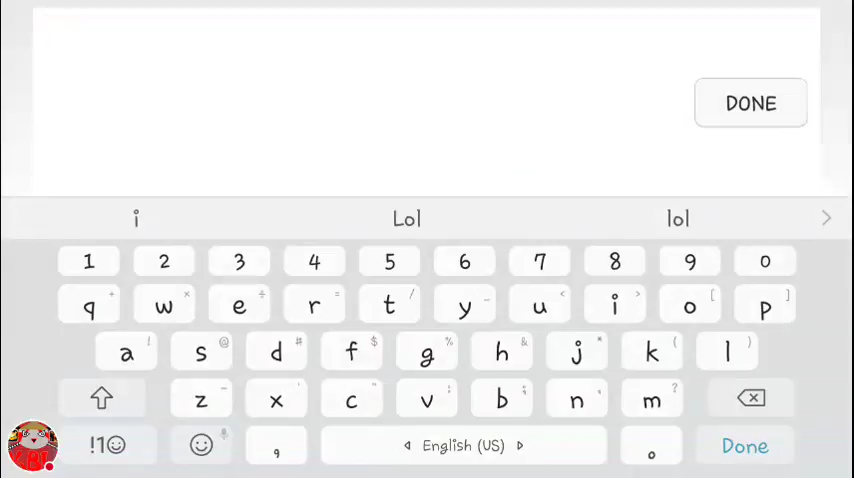 DONE
i Lol lol >
1 2 3 4 5 6 7 8 9 0
q + w × e ÷ r = t / y _ u < i > o [ p ]
a ! s @ d # f $ g % h & j * k ( l )
z - x ' c " v : b ; n , m ?
!1☺ , English (US) . Done